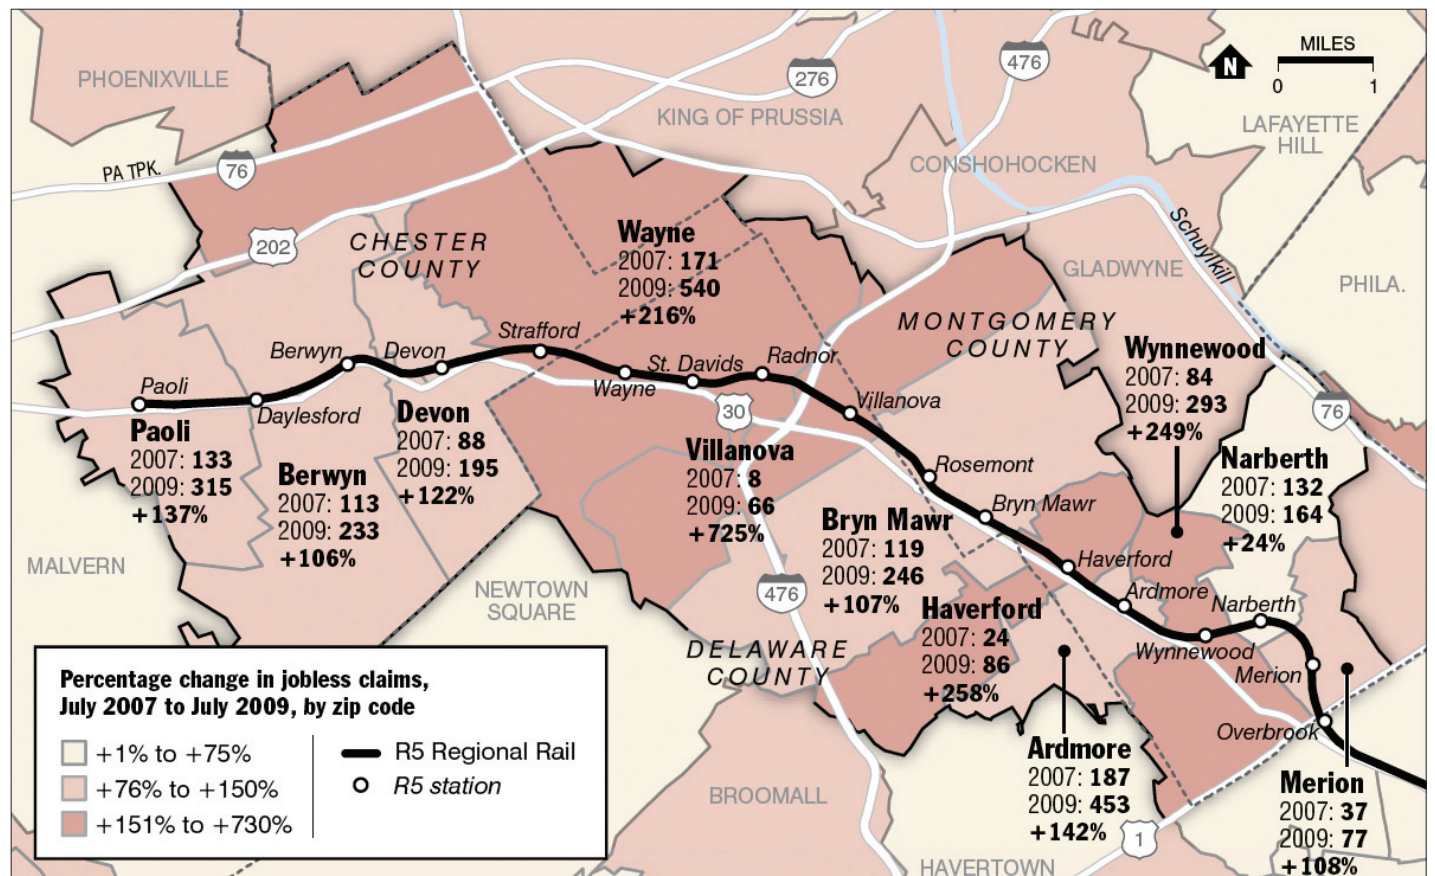 PHOENIXVILLE
PA TPK.
76
202
276
476
KING OF PRUSSIA
CONSHOHOCKEN
N
MILES
0 1
LAFAYETTE
HILL
Schuylkill
PHILA.
GLADWYNE
CHESTER
COUNTY
MONTGOMERY
COUNTY
Wayne
2007: 171
2009: 540
+216%
Paoli
Daylesford
Berwyn
Devon
Strafford
Wayne
St. Davids
Radnor
Villanova
Rosemont
Bryn Mawr
Haverford
Ardmore
Wynnewood
Narberth
Merion
Overbrook
30
476
76
1
Paoli
2007: 133
2009: 315
+137%
Berwyn
2007: 113
2009: 233
+106%
Devon
2007: 88
2009: 195
+122%
Villanova
2007: 8
2009: 66
+725%
Bryn Mawr
2007: 119
2009: 246
+107%
Haverford
2007: 24
2009: 86
+258%
Wynnewood
2007: 84
2009: 293
+249%
Narberth
2007: 132
2009: 164
+24%
Ardmore
2007: 187
2009: 453
+142%
Merion
2007: 37
2009: 77
+108%
MALVERN
NEWTOWN
SQUARE
DELAWARE
COUNTY
BROOMALL
HAVERTOWN
Percentage change in jobless claims,
July 2007 to July 2009, by zip code
+1% to +75%
+76% to +150%
+151% to +730%
R5 Regional Rail
R5 station